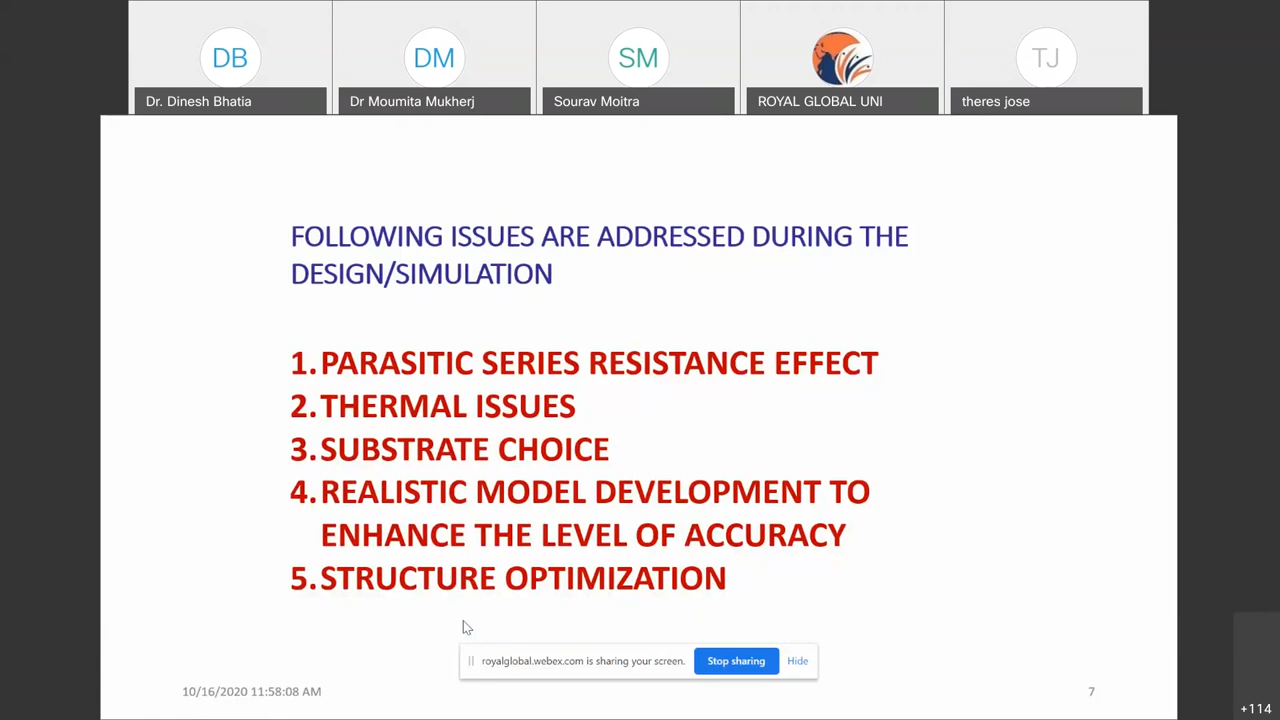 DB
DM
SM
TJ
Dr. Dinesh Bhatia
Dr Moumita Mukherj
Sourav Moitra
ROYAL GLOBAL UNI
theres jose
FOLLOWING ISSUES ARE ADDRESSED DURING THE
DESIGN/SIMULATION
1. PARASITIC SERIES RESISTANCE EFFECT
2. THERMAL ISSUES
3. SUBSTRATE CHOICE
4. REALISTIC MODEL DEVELOPMENT TO
ENHANCE THE LEVEL OF ACCURACY
5. STRUCTURE OPTIMIZATION
royalglobal.webex.com is sharing your screen.
Stop sharing
Hide
10/16/2020 11:58:08 AM
7
+114